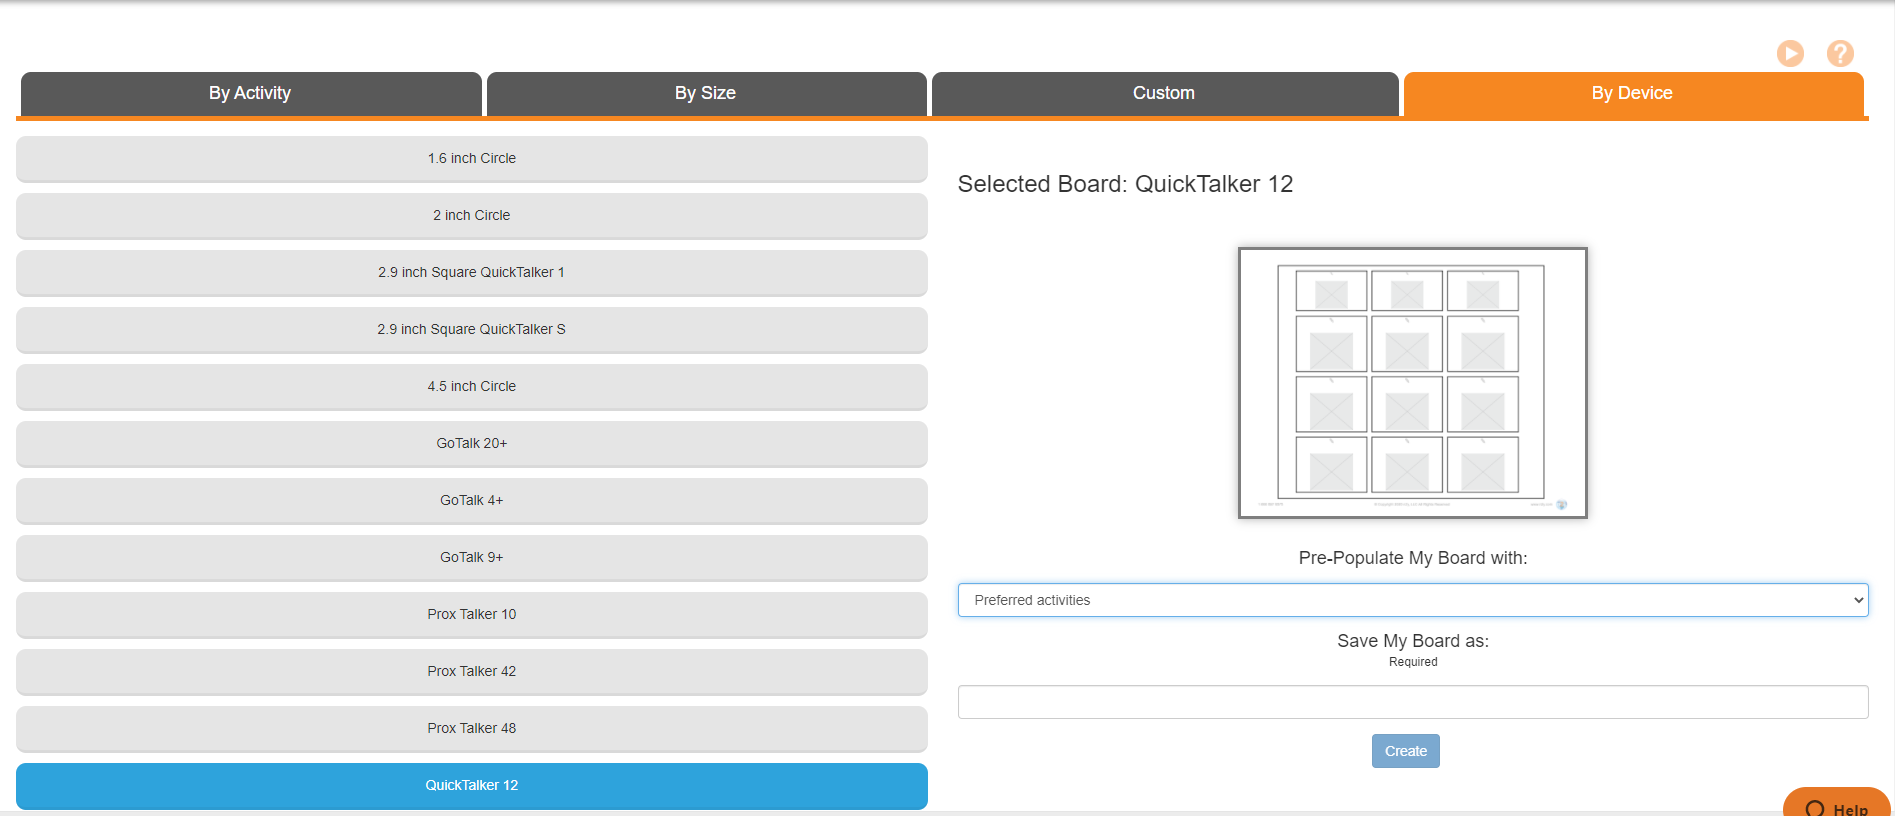 By Activity
By Size
Custom
By Device
1.6 inch Circle
2 inch Circle
2.9 inch Square QuickTalker 1
2.9 inch Square QuickTalker S
4.5 inch Circle
GoTalk 20+
GoTalk 4+
GoTalk 9+
Prox Talker 10
Prox Talker 42
Prox Talker 48
QuickTalker 12
Selected Board: QuickTalker 12
Pre-Populate My Board with:
Preferred activities
Save My Board as:
Required
Create
Help